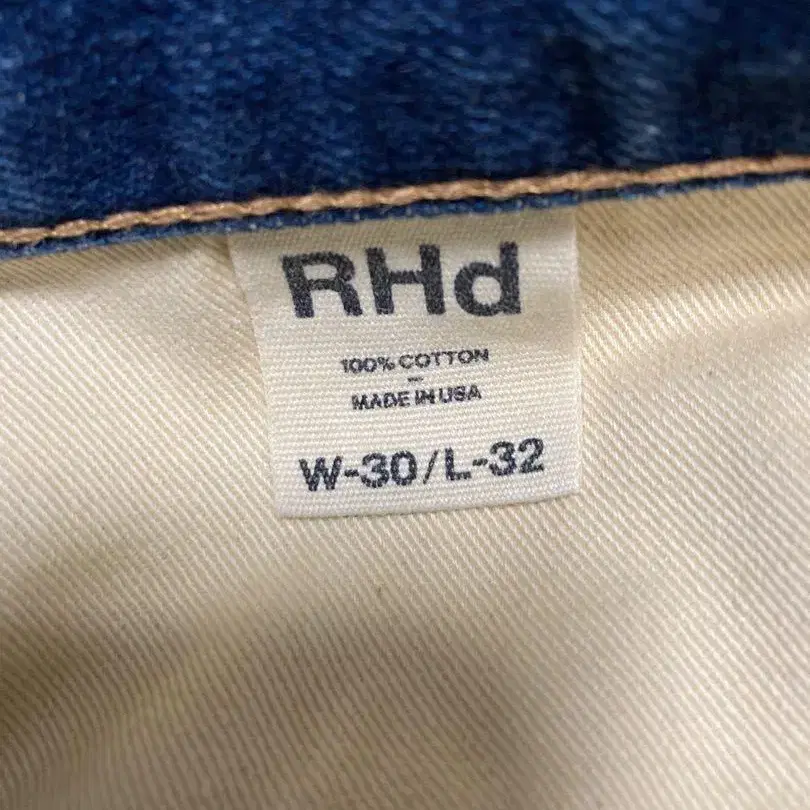 RHd
100% COTTON
–
MADE IN USA
W-30/L-32